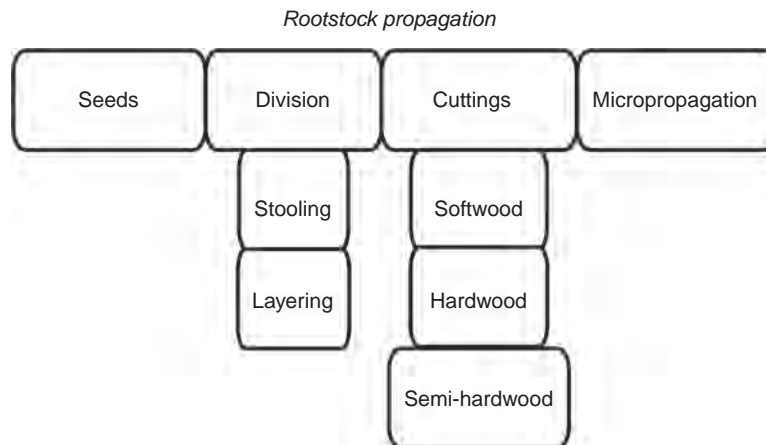 Rootstock propagation
Seeds
Division
Cuttings
Micropropagation
Stooling
Softwood
Layering
Hardwood
Semi-hardwood